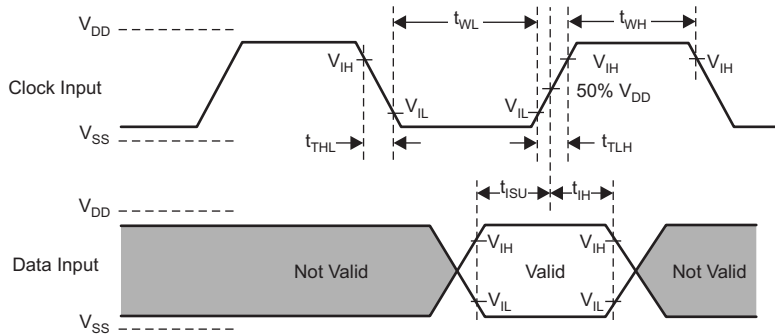 t_WL t_WH
V_DD
V_IH V_IH V_IH
Clock Input 50% V_DD
V_IL V_IL
V_SS
t_THL t_TLH
t_ISU t_IH
V_DD
V_IH V_IH
Data Input Not Valid Valid Not Valid
V_IL V_IL
V_SS